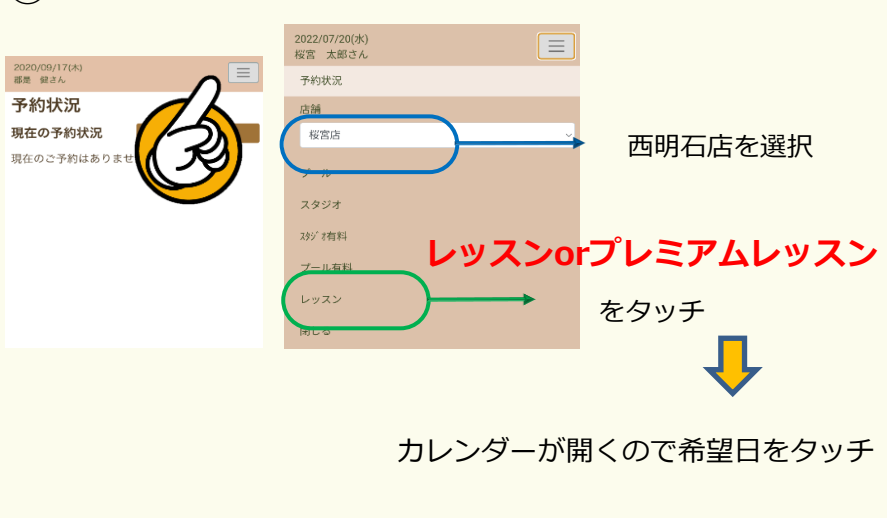 2020/09/17(木)
郡是 健さん
予約状況
現在の予約状況
現在のご予約はありませ
2022/07/20(水)
桜宮 太郎さん
予約状況
店舗
桜宮店
プール
スタジオ
ｽﾀｼﾞｵ有料
プール有料
レッスン
閉じる
西明石店を選択
レッスンorプレミアムレッスン
をタッチ
カレンダーが開くので希望日をタッチ